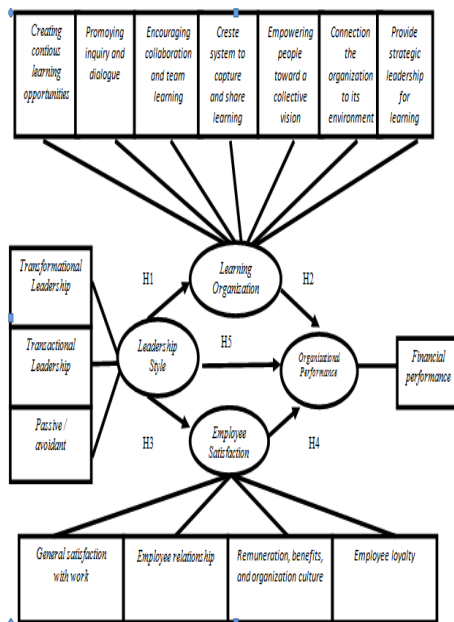 Creating
contious
learning
opportunities
Promoying
inquiry and
dialogue
Encouraging
collaboration
and team
learning
Creste
system to
capture
and share
learning
Empowering
people
toward a
collective
vision
Connection
the
organization
to its
environment
Provide
strategic
leadership
for
learning
H1
Learning
Organization
H2
Transformational
Leadership
Transactional
Leadership
Passive /
avoidant
Leadership
Style
H5
Organizational
Performance
Financial
performance
H3
Employee
Satisfaction
H4
General satisfaction
with work
Employee relationship
Remuneration, benefits,
and organization culture
Employee loyalty